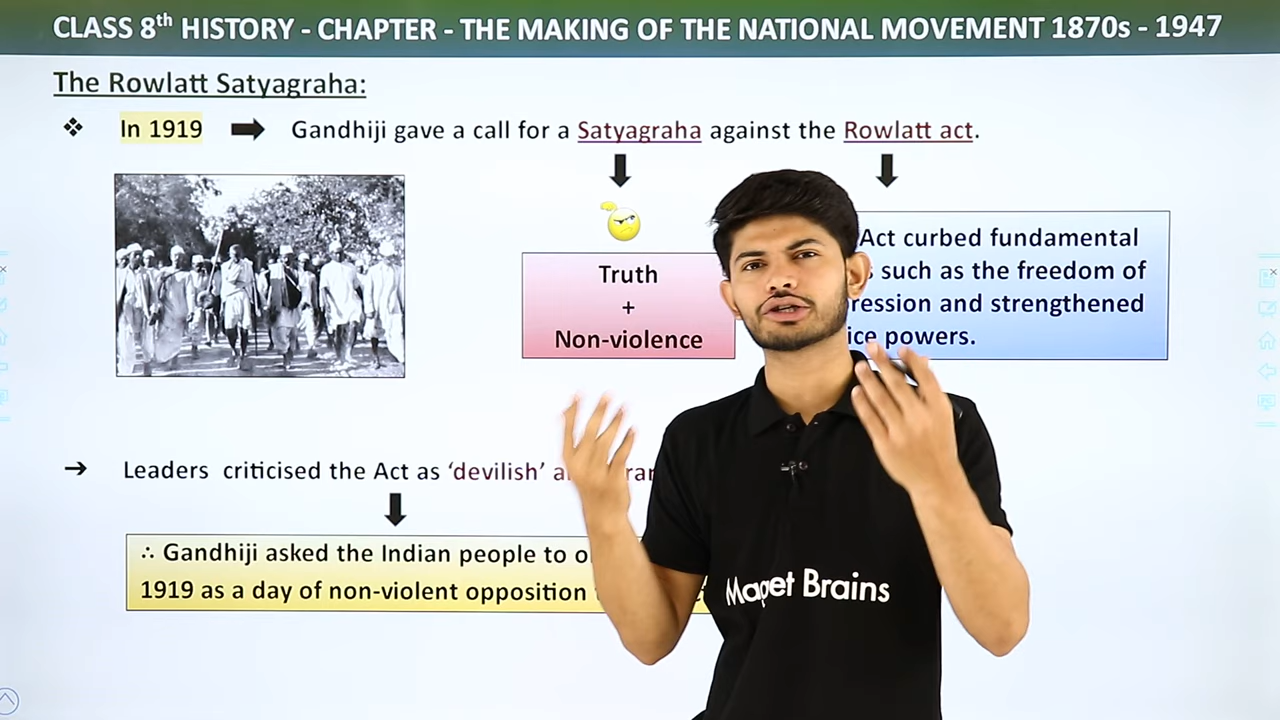 CLASS 8th HISTORY - CHAPTER - THE MAKING OF THE NATIONAL MOVEMENT 1870s - 1947
The Rowlatt Satyagraha:
❖ In 1919 ➡ Gandhiji gave a call for a Satyagraha against the Rowlatt act.
Truth
+
Non-violence
Act curbed fundamental
such as the freedom of
and strengthened
powers.
➔ Leaders criticised the Act as ‘devilish’
∴ Gandhiji asked the Indian people to
1919 as a day of non-violent opposition
Magnet Brains